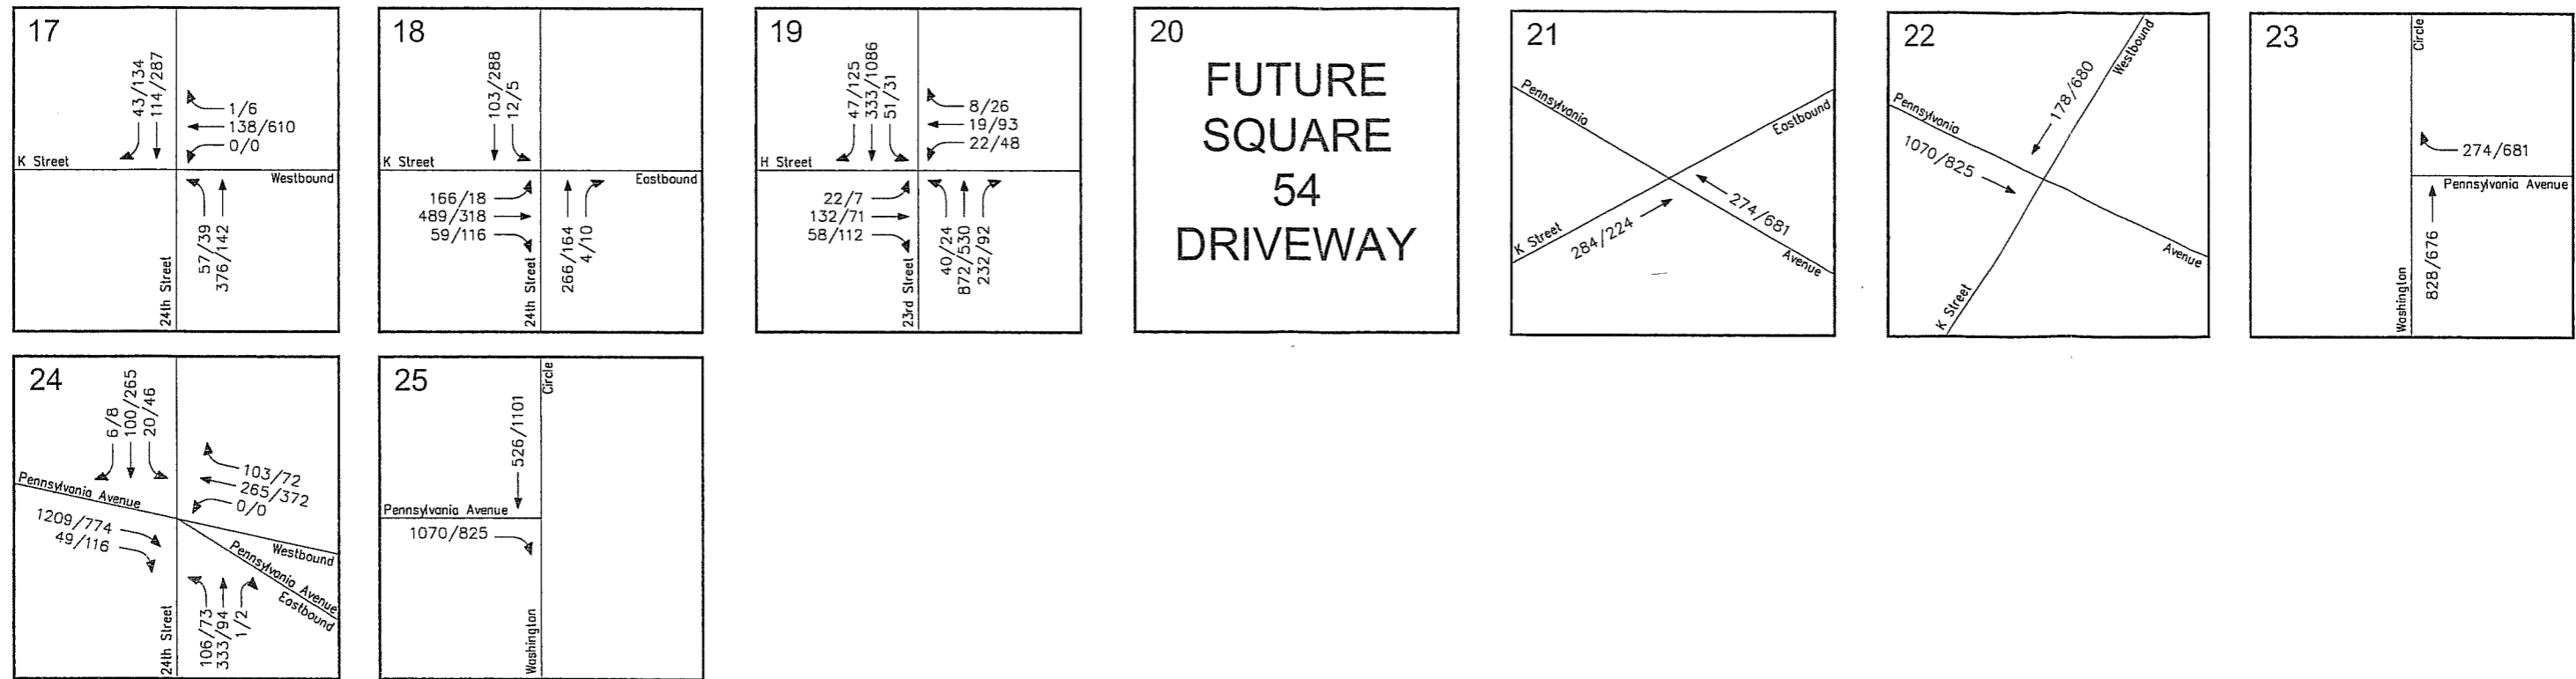 17
43/134
114/287
1/6
138/610
0/0
K Street
Westbound
57/39
376/142
24th Street
18
103/288
12/5
K Street
Eastbound
166/18
489/318
59/116
266/164
4/10
24th Street
19
47/125
333/1086
51/31
8/26
19/93
22/48
H Street
22/7
132/71
58/112
40/24
872/530
232/92
23rd Street
20
FUTURE
SQUARE
54
DRIVEWAY
21
Pennsylvania
Eastbound
K Street
284/224
274/681
Avenue
22
Westbound
178/680
Pennsylvania
1070/825
Avenue
K Street
23
Circle
274/681
Pennsylvania Avenue
828/676
Washington
24
6/8
100/265
20/46
103/72
265/372
0/0
Pennsylvania Avenue
1209/774
49/116
Westbound
Pennsylvania Avenue
Eastbound
106/73
333/94
1/2
24th Street
25
Circle
526/1101
Pennsylvania Avenue
1070/825
Washington